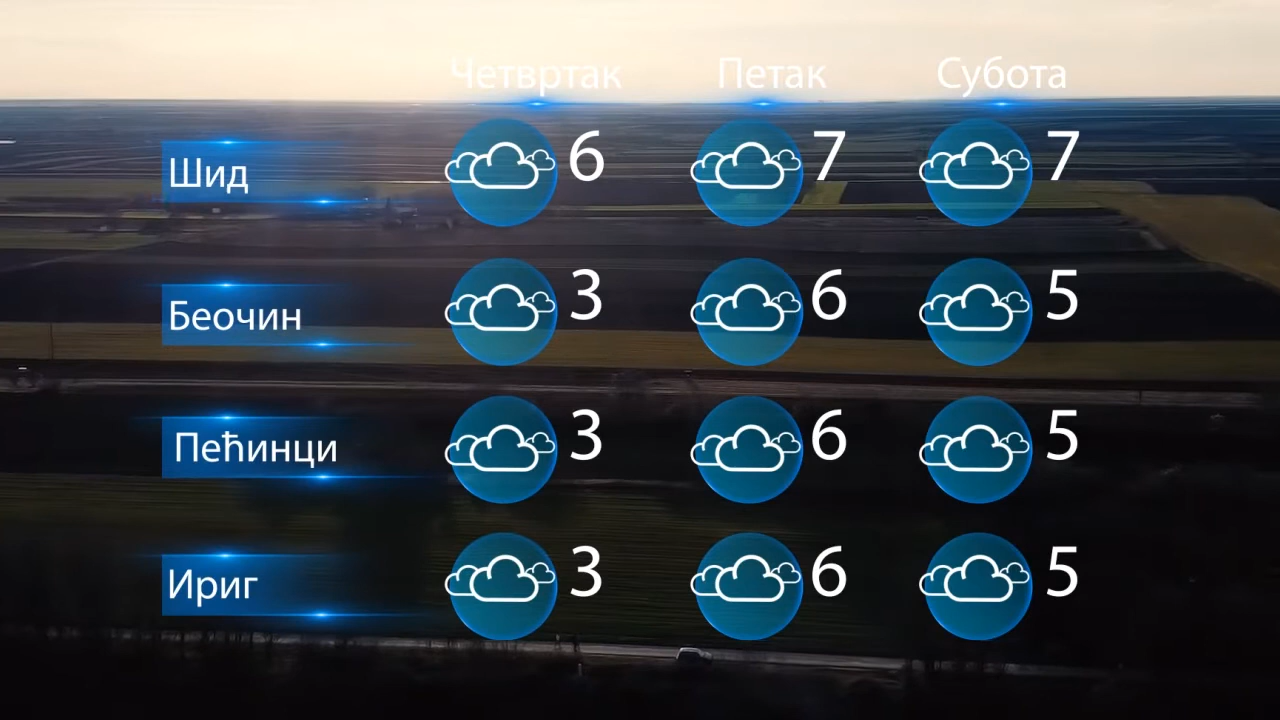 Четвртак Петак Субота
Шид 6 7 7
Беочин 3 6 5
Пећинци 3 6 5
Ириг 3 6 5